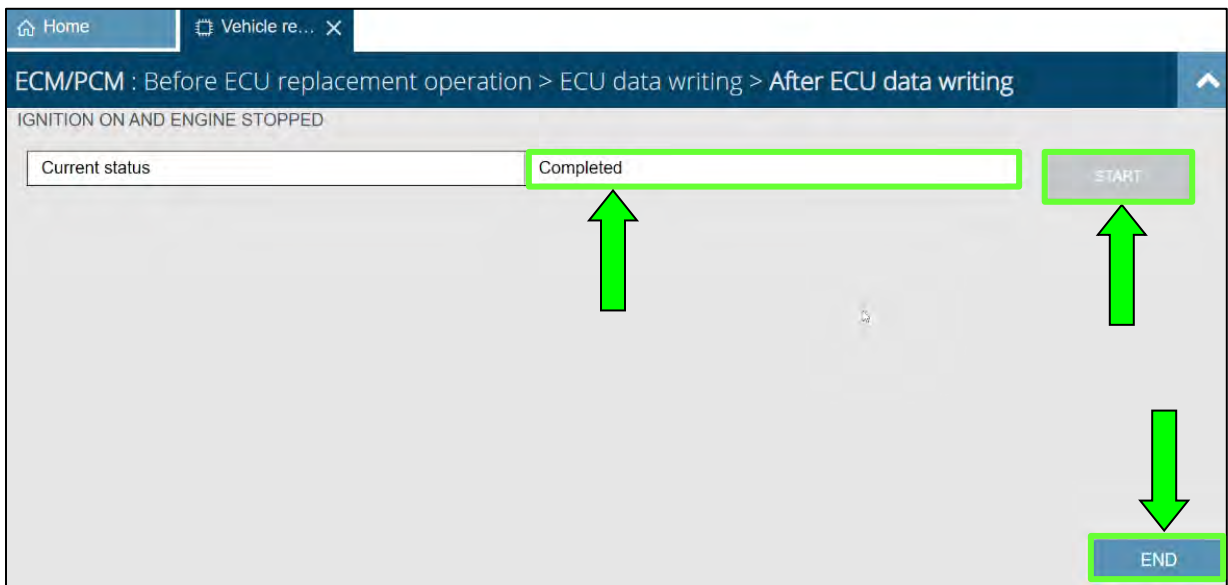 Home
Vehicle re...
ECM/PCM : Before ECU replacement operation > ECU data writing > After ECU data writing
IGNITION ON AND ENGINE STOPPED
Current status
Completed
START
END